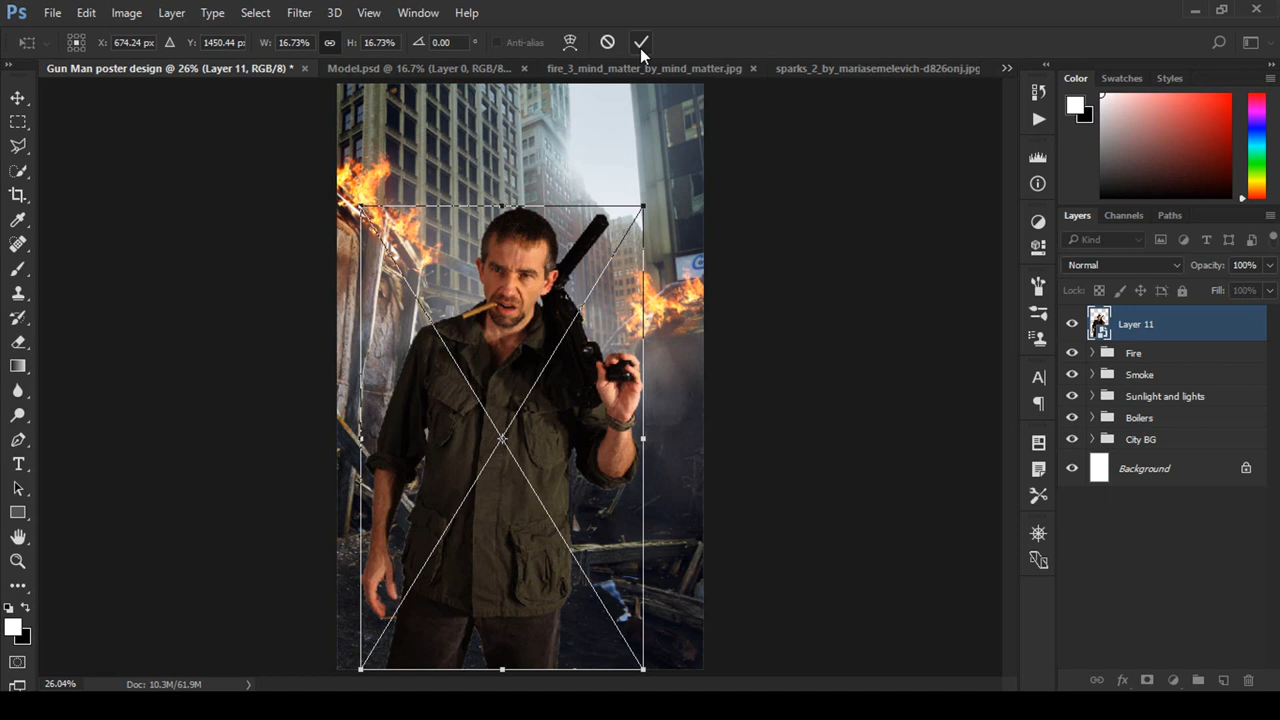 Ps File Edit Image Layer Type Select Filter 3D View Window Help
X: 674.24 px Y: 1450.44 px W: 16.73% H: 16.73% 0.00 ° Anti-alias
Gun Man poster design @ 26% (Layer 11, RGB/8) * × Model.psd @ 16.7% (Layer 0, RGB/8... × fire_3_mind_matter_by_mind_matter.jpg × sparks_2_by_mariasemelevich-d826onj.jpg
Color Swatches Styles
Layers Channels Paths
Kind
Normal Opacity: 100%
Lock: Fill: 100%
Layer 11
Fire
Smoke
Sunlight and lights
Boilers
City BG
Background
26.04% Doc: 10.3M/61.9M